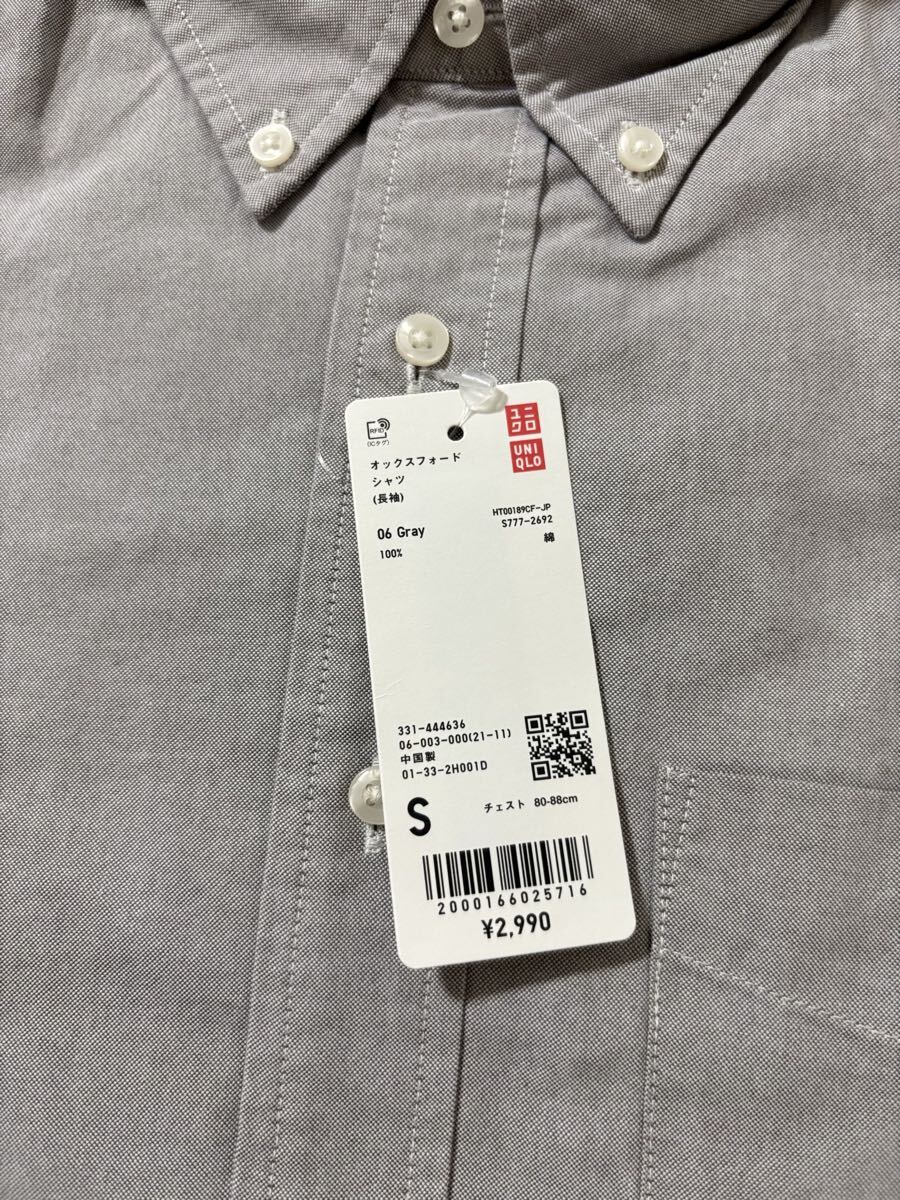 RFID
(ICタグ)
ユニ
クロ
UNI
QLO
オックスフォード
シャツ
(長袖)
HT00189CF-JP
S777-2692
06 Gray
綿
100%
331-444636
06-003-000(21-11)
中国製
01-33-2H001D
S
チェスト 80-88cm
2000166025716
¥2,990